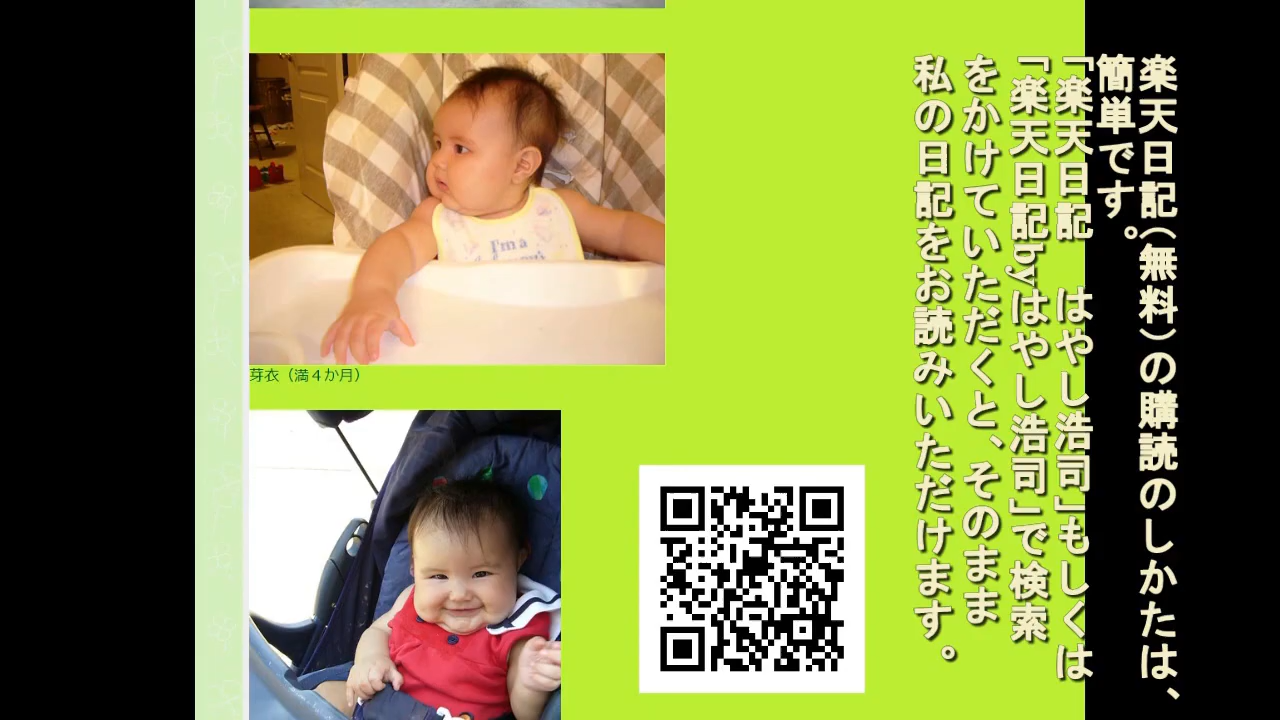 楽天日記（無料）の購読のしかたは、
簡単です。
「楽天日記　はやし浩司」もしくは
「楽天日記byはやし浩司」で検索
をかけていただくと、そのまま
私の日記をお読みいただけます。
I'm a
芽衣（満４か月）